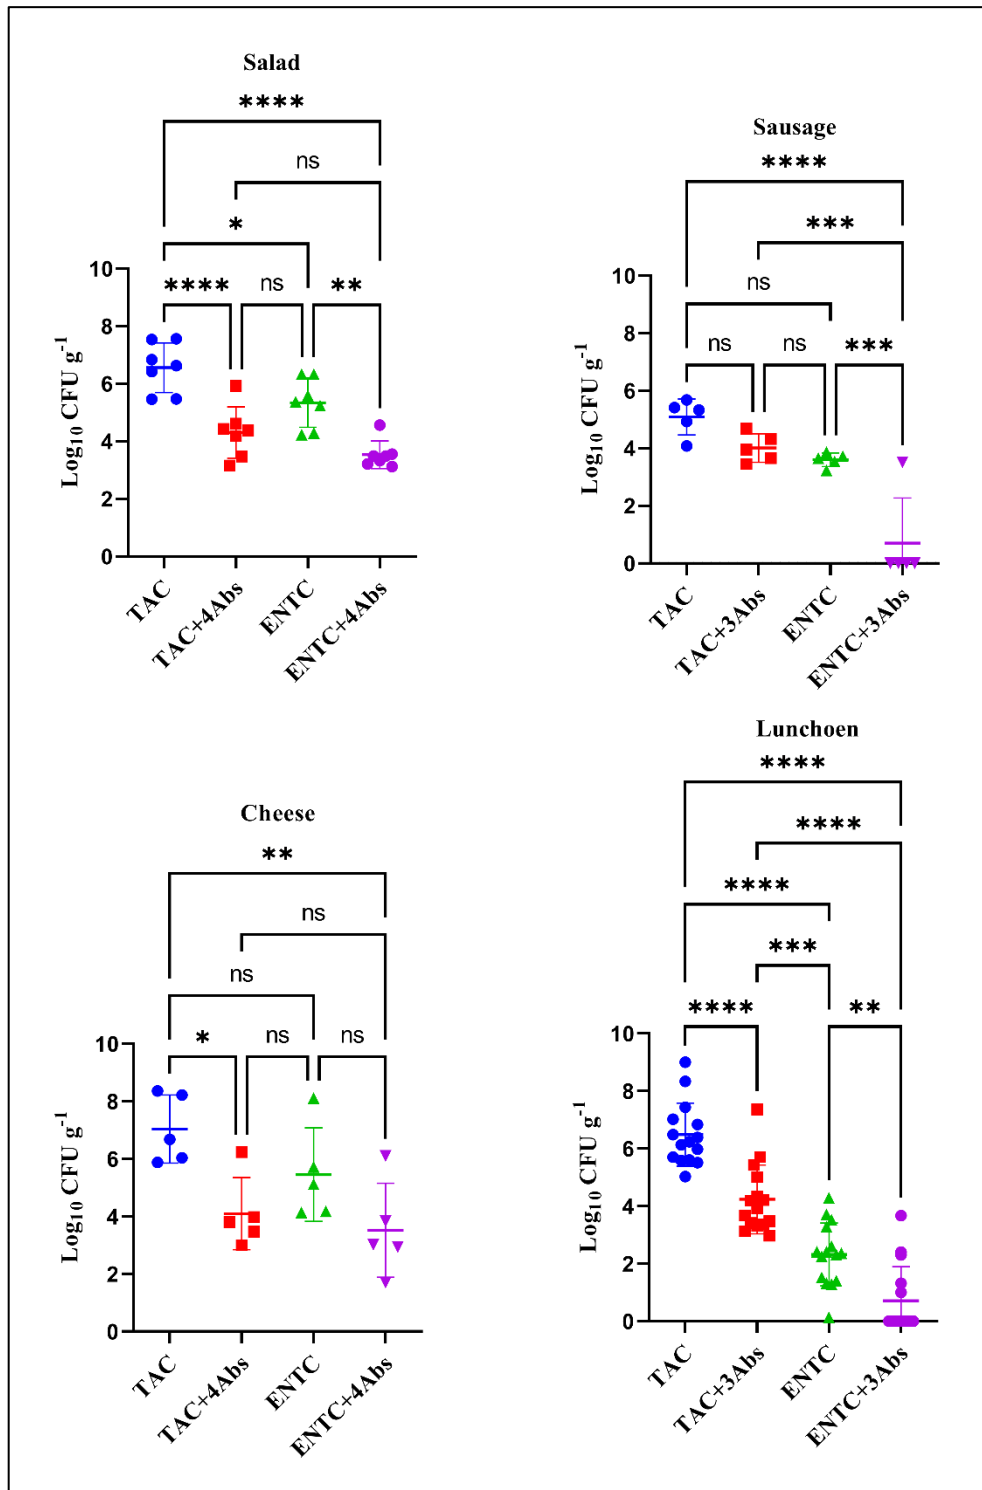 Salad
****
ns
*
**** ns **
10
8
6
4
2
0
Log10 CFU g-1
TAC
TAC+4Abs
ENTC
ENTC+4Abs
Sausage
****
***
ns
ns ns ***
10
8
6
4
2
0
Log10 CFU g-1
TAC
TAC+3Abs
ENTC
ENTC+3Abs
Cheese
**
ns
ns
* ns ns
10
8
6
4
2
0
Log10 CFU g-1
TAC
TAC+4Abs
ENTC
ENTC+4Abs
Lunchoen
****
****
****
***
**** **
10
8
6
4
2
0
Log10 CFU g-1
TAC
TAC+3Abs
ENTC
ENTC+3Abs